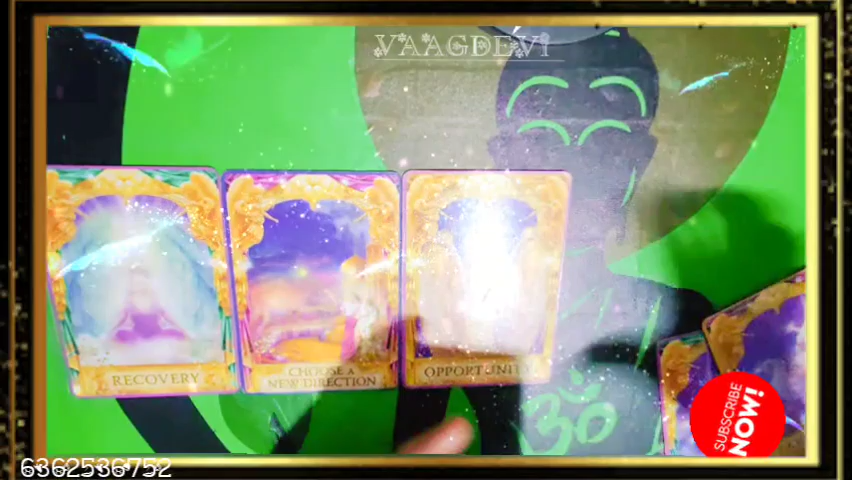 VAAGDEVI
RECOVERY
CHOOSE A
NEW DIRECTION
OPPORTUNITY
ॐ
SUBSCRIBE
NOW!
6362536752